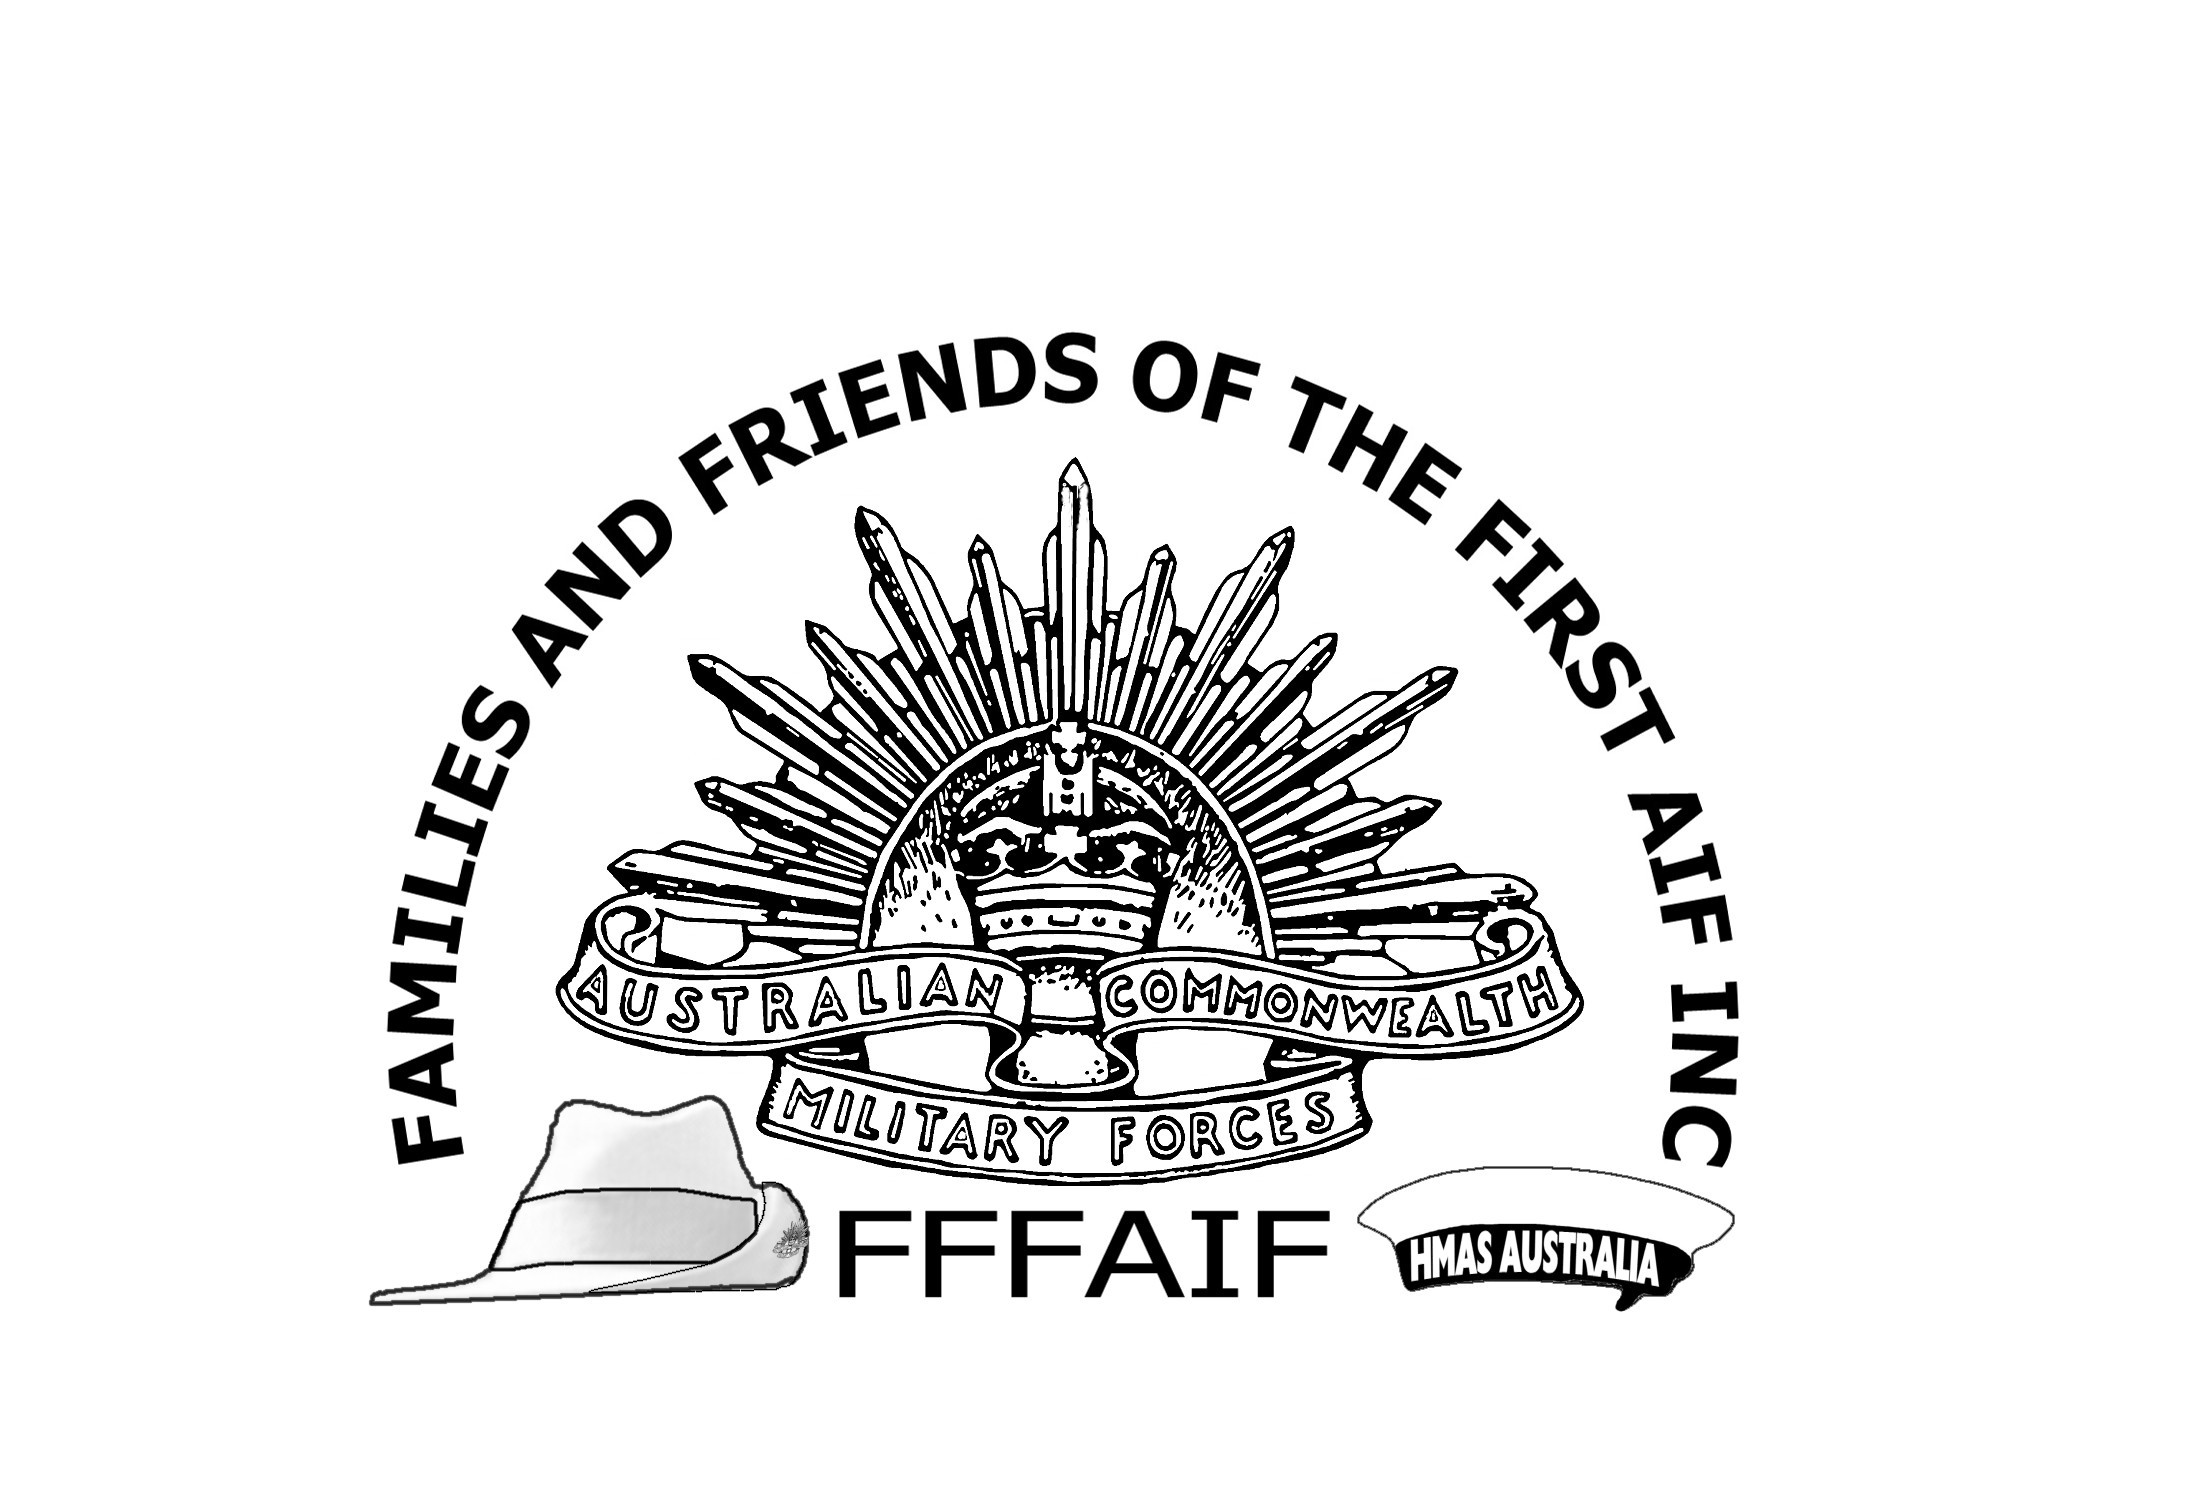 FAMILIES AND FRIENDS OF THE FIRST AIF INC
AUSTRALIAN COMMONWEALTH
MILITARY FORCES
FFFAIF
HMAS AUSTRALIA